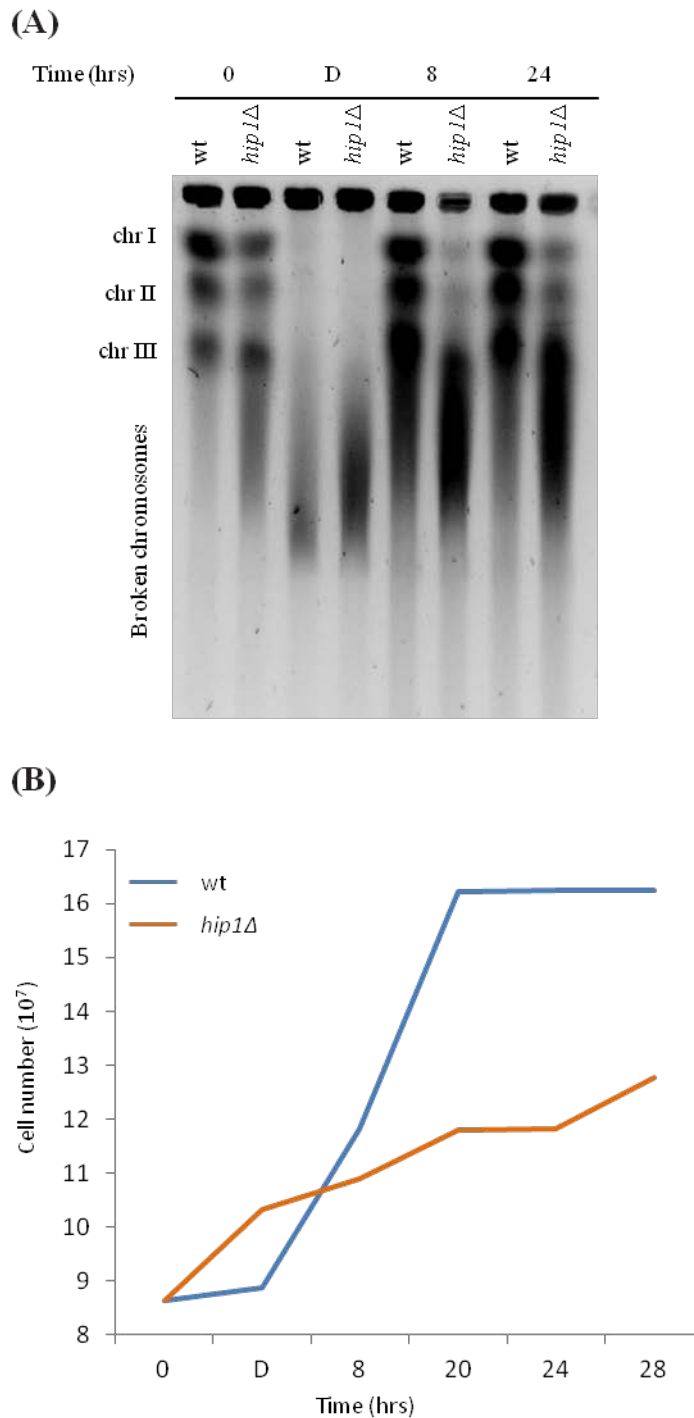 (A)
Time (hrs) 0 D 8 24
wt hip1Δ wt hip1Δ wt hip1Δ wt hip1Δ
chr I
chr II
chr III
Broken chromosomes
(B)
17
16
15
14
13
12
11
10
9
8
wt
hip1Δ
Cell number (10⁷)
0 D 8 20 24 28
Time (hrs)